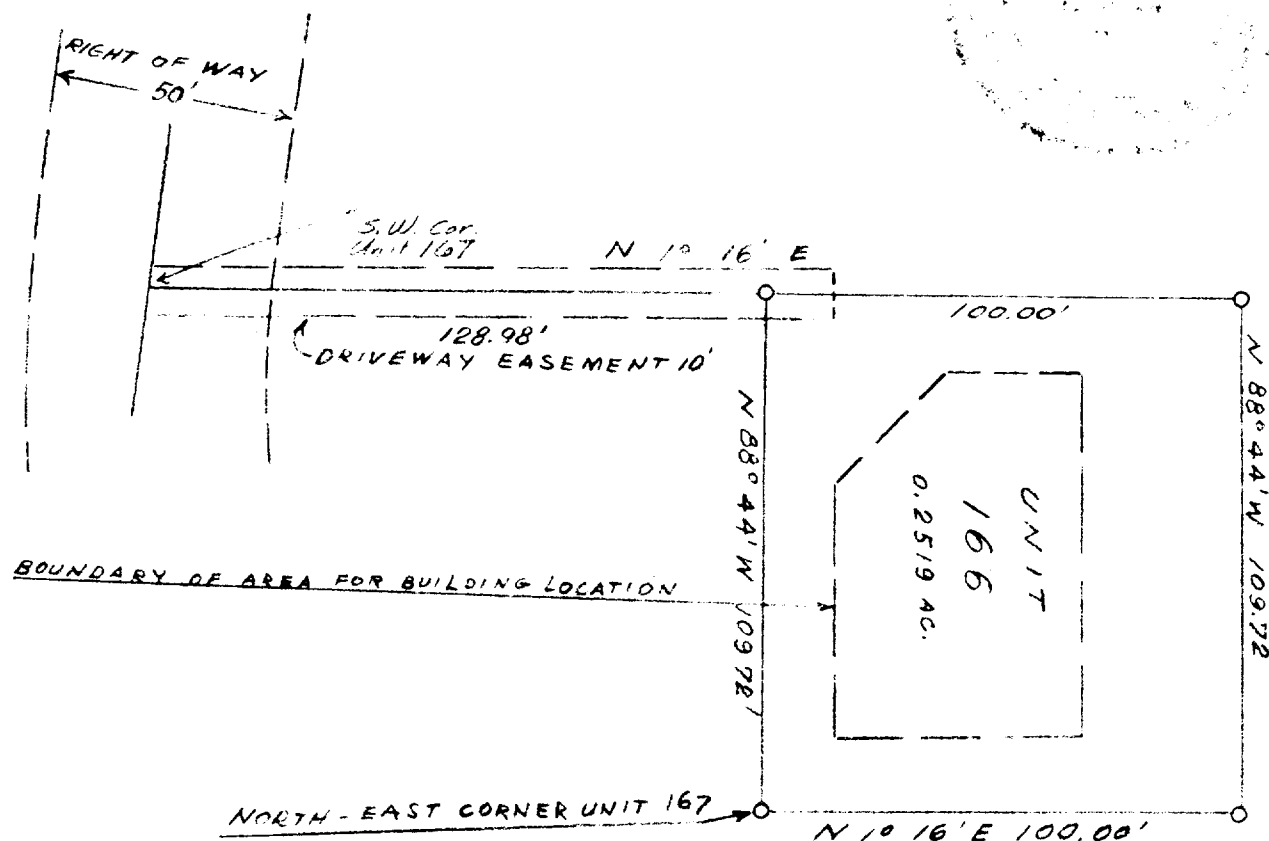 RIGHT OF WAY
50'
S.W. Cor.
Unit 167
N 1° 16' E
128.98'
DRIVEWAY EASEMENT 10'
100.00'
N 88° 44' W 109.72'
N 88° 44' W 109.72
UNIT
166
0.2519 AC.
BOUNDARY OF AREA FOR BUILDING LOCATION
NORTH-EAST CORNER UNIT 167
N 1° 16' E 100.00'